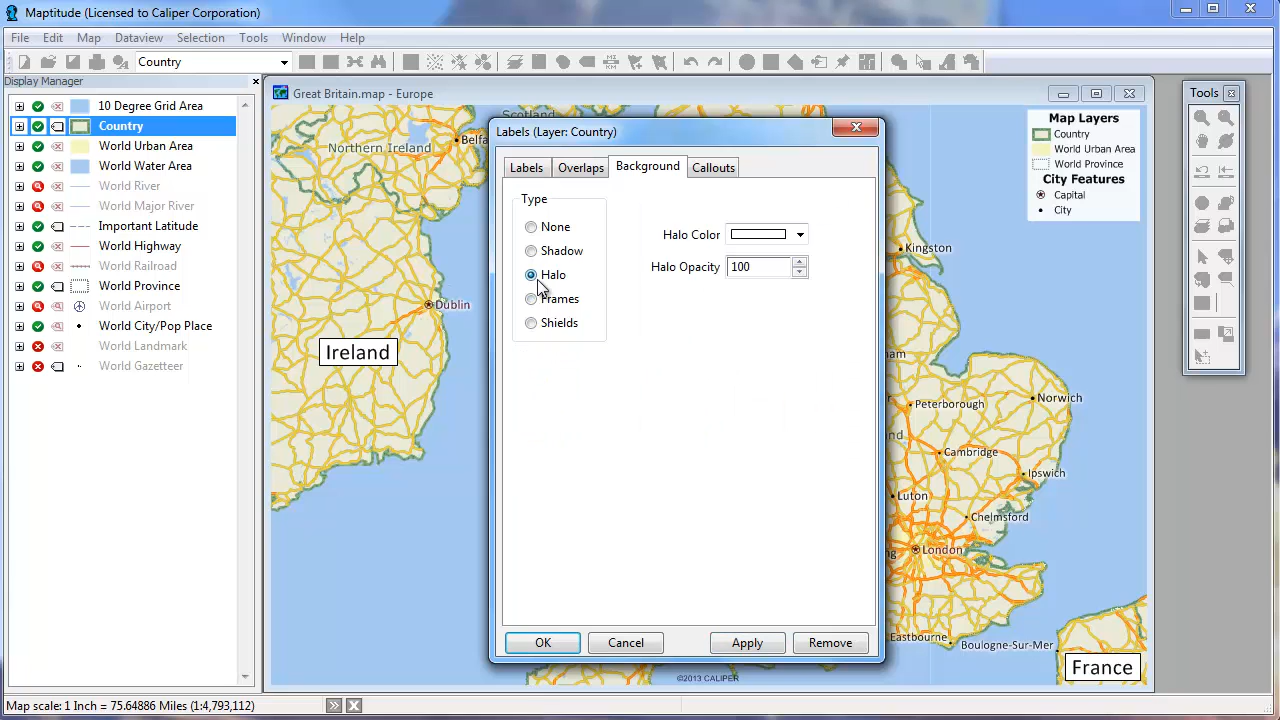 Maptitude (Licensed to Caliper Corporation)
File Edit Map Dataview Selection Tools Window Help
Country
Display Manager
10 Degree Grid Area
Country
World Urban Area
World Water Area
World River
World Major River
Important Latitude
World Highway
World Railroad
World Province
World Airport
World City/Pop Place
World Landmark
World Gazetteer
Great Britain.map - Europe
Scotland
Northern Ireland
Belfa
Dublin
Ireland
Labels (Layer: Country)
Labels Overlaps Background Callouts
Type
None
Shadow
Halo
Frames
Shields
Halo Color
Halo Opacity 100
OK Cancel Apply Remove
Map Layers
Country
World Urban Area
World Province
City Features
Capital
City
Kingston
am
Peterborough
Norwich
nd
Cambridge
Ipswich
Luton
Chelmsford
ng
London
Eastbourne
Boulogne-Sur-Mer
France
©2013 CALIPER
Tools
Map scale: 1 Inch = 75.64886 Miles (1:4,793,112)